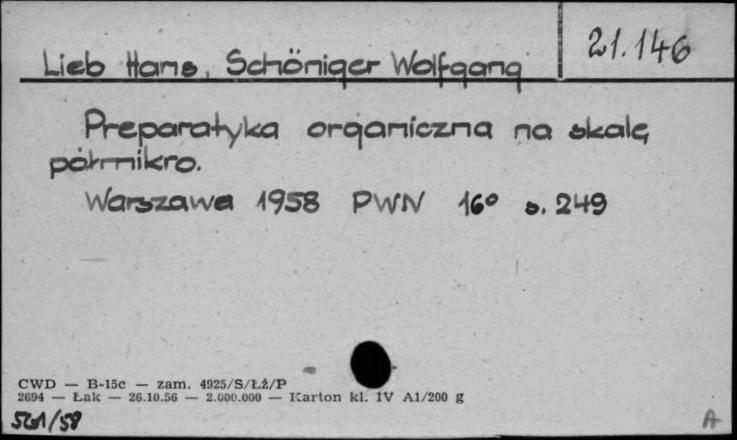 Lieb Hans, Schöniger Wolfgang 21.146
Preparatyka organiczna na skalę
półmikro.
Warszawa 1958 PWN 16° s. 249
CWD — B-15c — zam. 4925/S/ŁŻ/P
2694 — Łak — 26.10.56 — 2.000.000 — Karton kl. IV A1/200 g
A